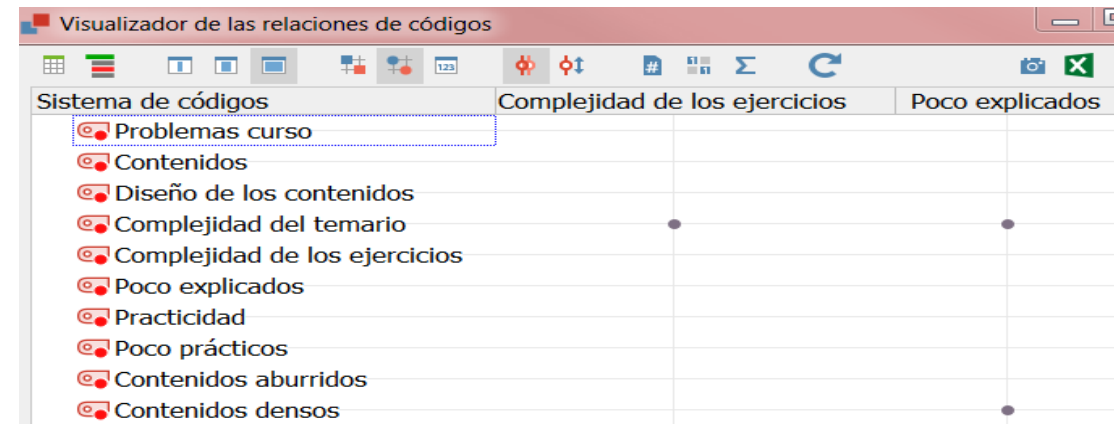 Visualizador de las relaciones de códigos
123
#
Σ
Sistema de códigos Complejidad de los ejercicios Poco explicados
Problemas curso
Contenidos
Diseño de los contenidos
Complejidad del temario
Complejidad de los ejercicios
Poco explicados
Practicidad
Poco prácticos
Contenidos aburridos
Contenidos densos